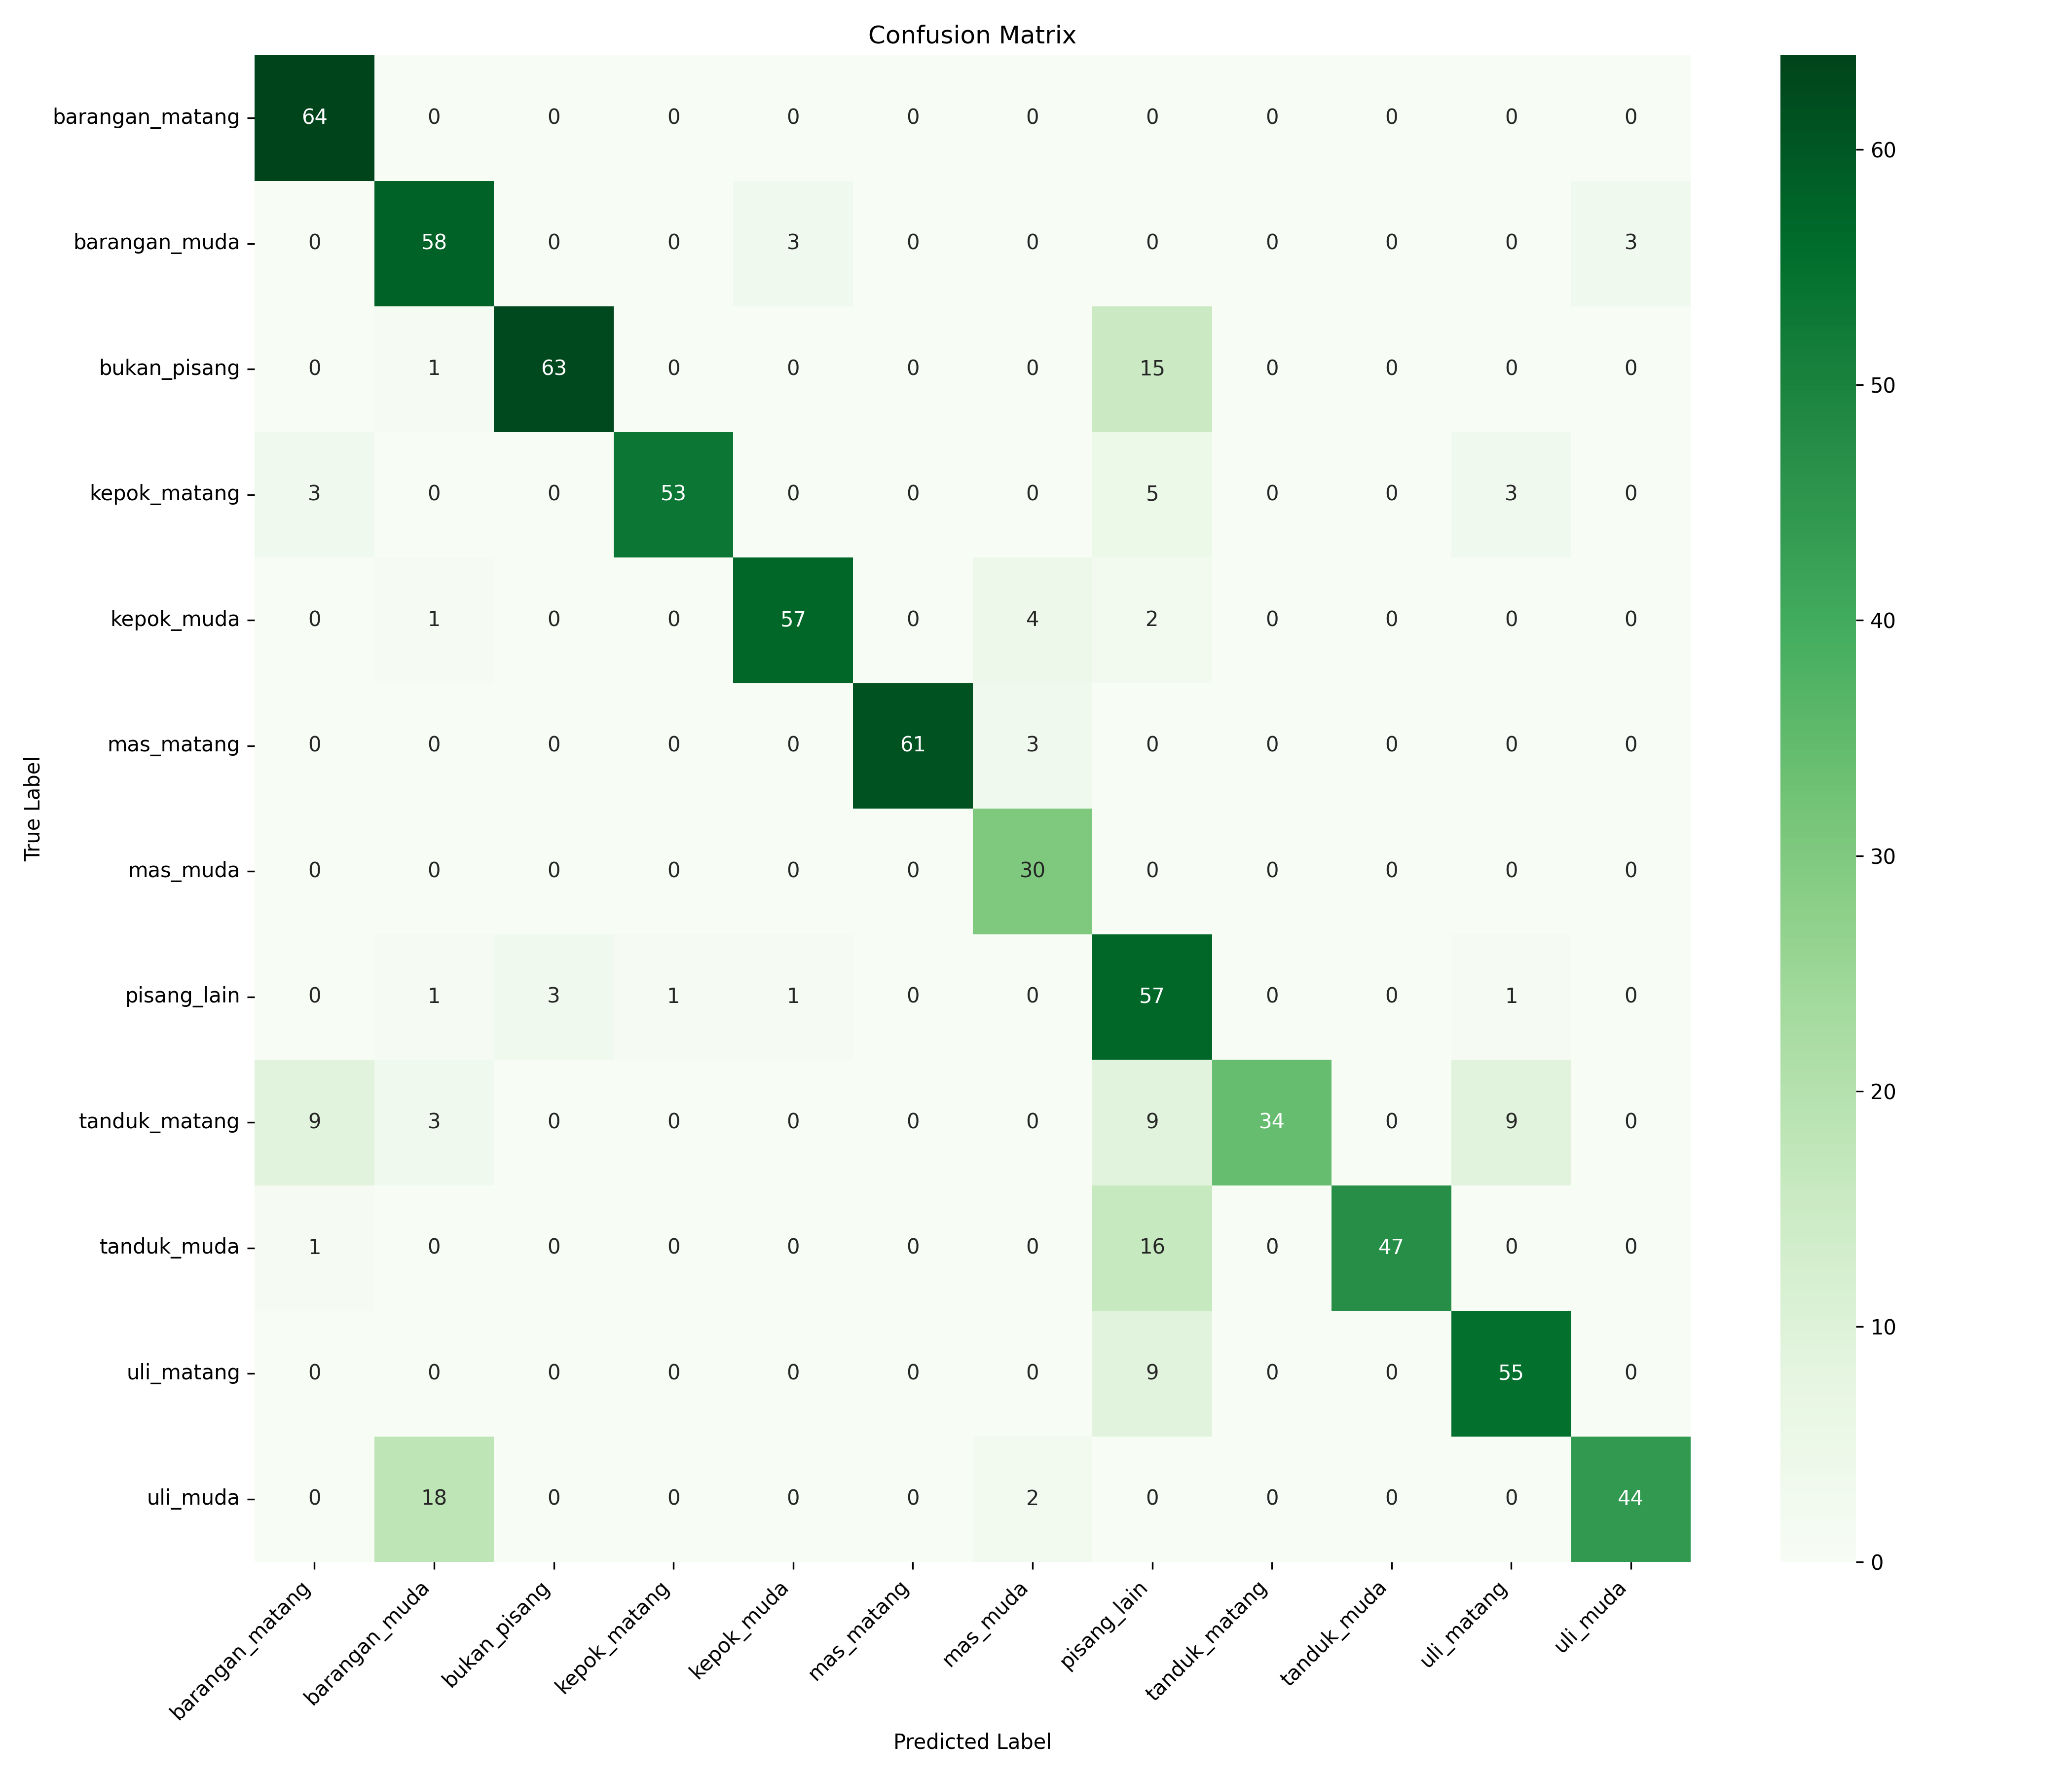 Confusion Matrix
barangan_matang 64 0 0 0 0 0 0 0 0 0 0 0
barangan_muda 0 58 0 0 3 0 0 0 0 0 0 3
bukan_pisang 0 1 63 0 0 0 0 15 0 0 0 0
kepok_matang 3 0 0 53 0 0 0 5 0 0 3 0
kepok_muda 0 1 0 0 57 0 4 2 0 0 0 0
mas_matang 0 0 0 0 0 61 3 0 0 0 0 0
mas_muda 0 0 0 0 0 0 30 0 0 0 0 0
pisang_lain 0 1 3 1 1 0 0 57 0 0 1 0
tanduk_matang 9 3 0 0 0 0 0 9 34 0 9 0
tanduk_muda 1 0 0 0 0 0 0 16 0 47 0 0
uli_matang 0 0 0 0 0 0 0 9 0 0 55 0
uli_muda 0 18 0 0 0 0 2 0 0 0 0 44
True Label
barangan_matang barangan_muda bukan_pisang kepok_matang kepok_muda mas_matang mas_muda pisang_lain tanduk_matang tanduk_muda uli_matang uli_muda
Predicted Label
60
50
40
30
20
10
0